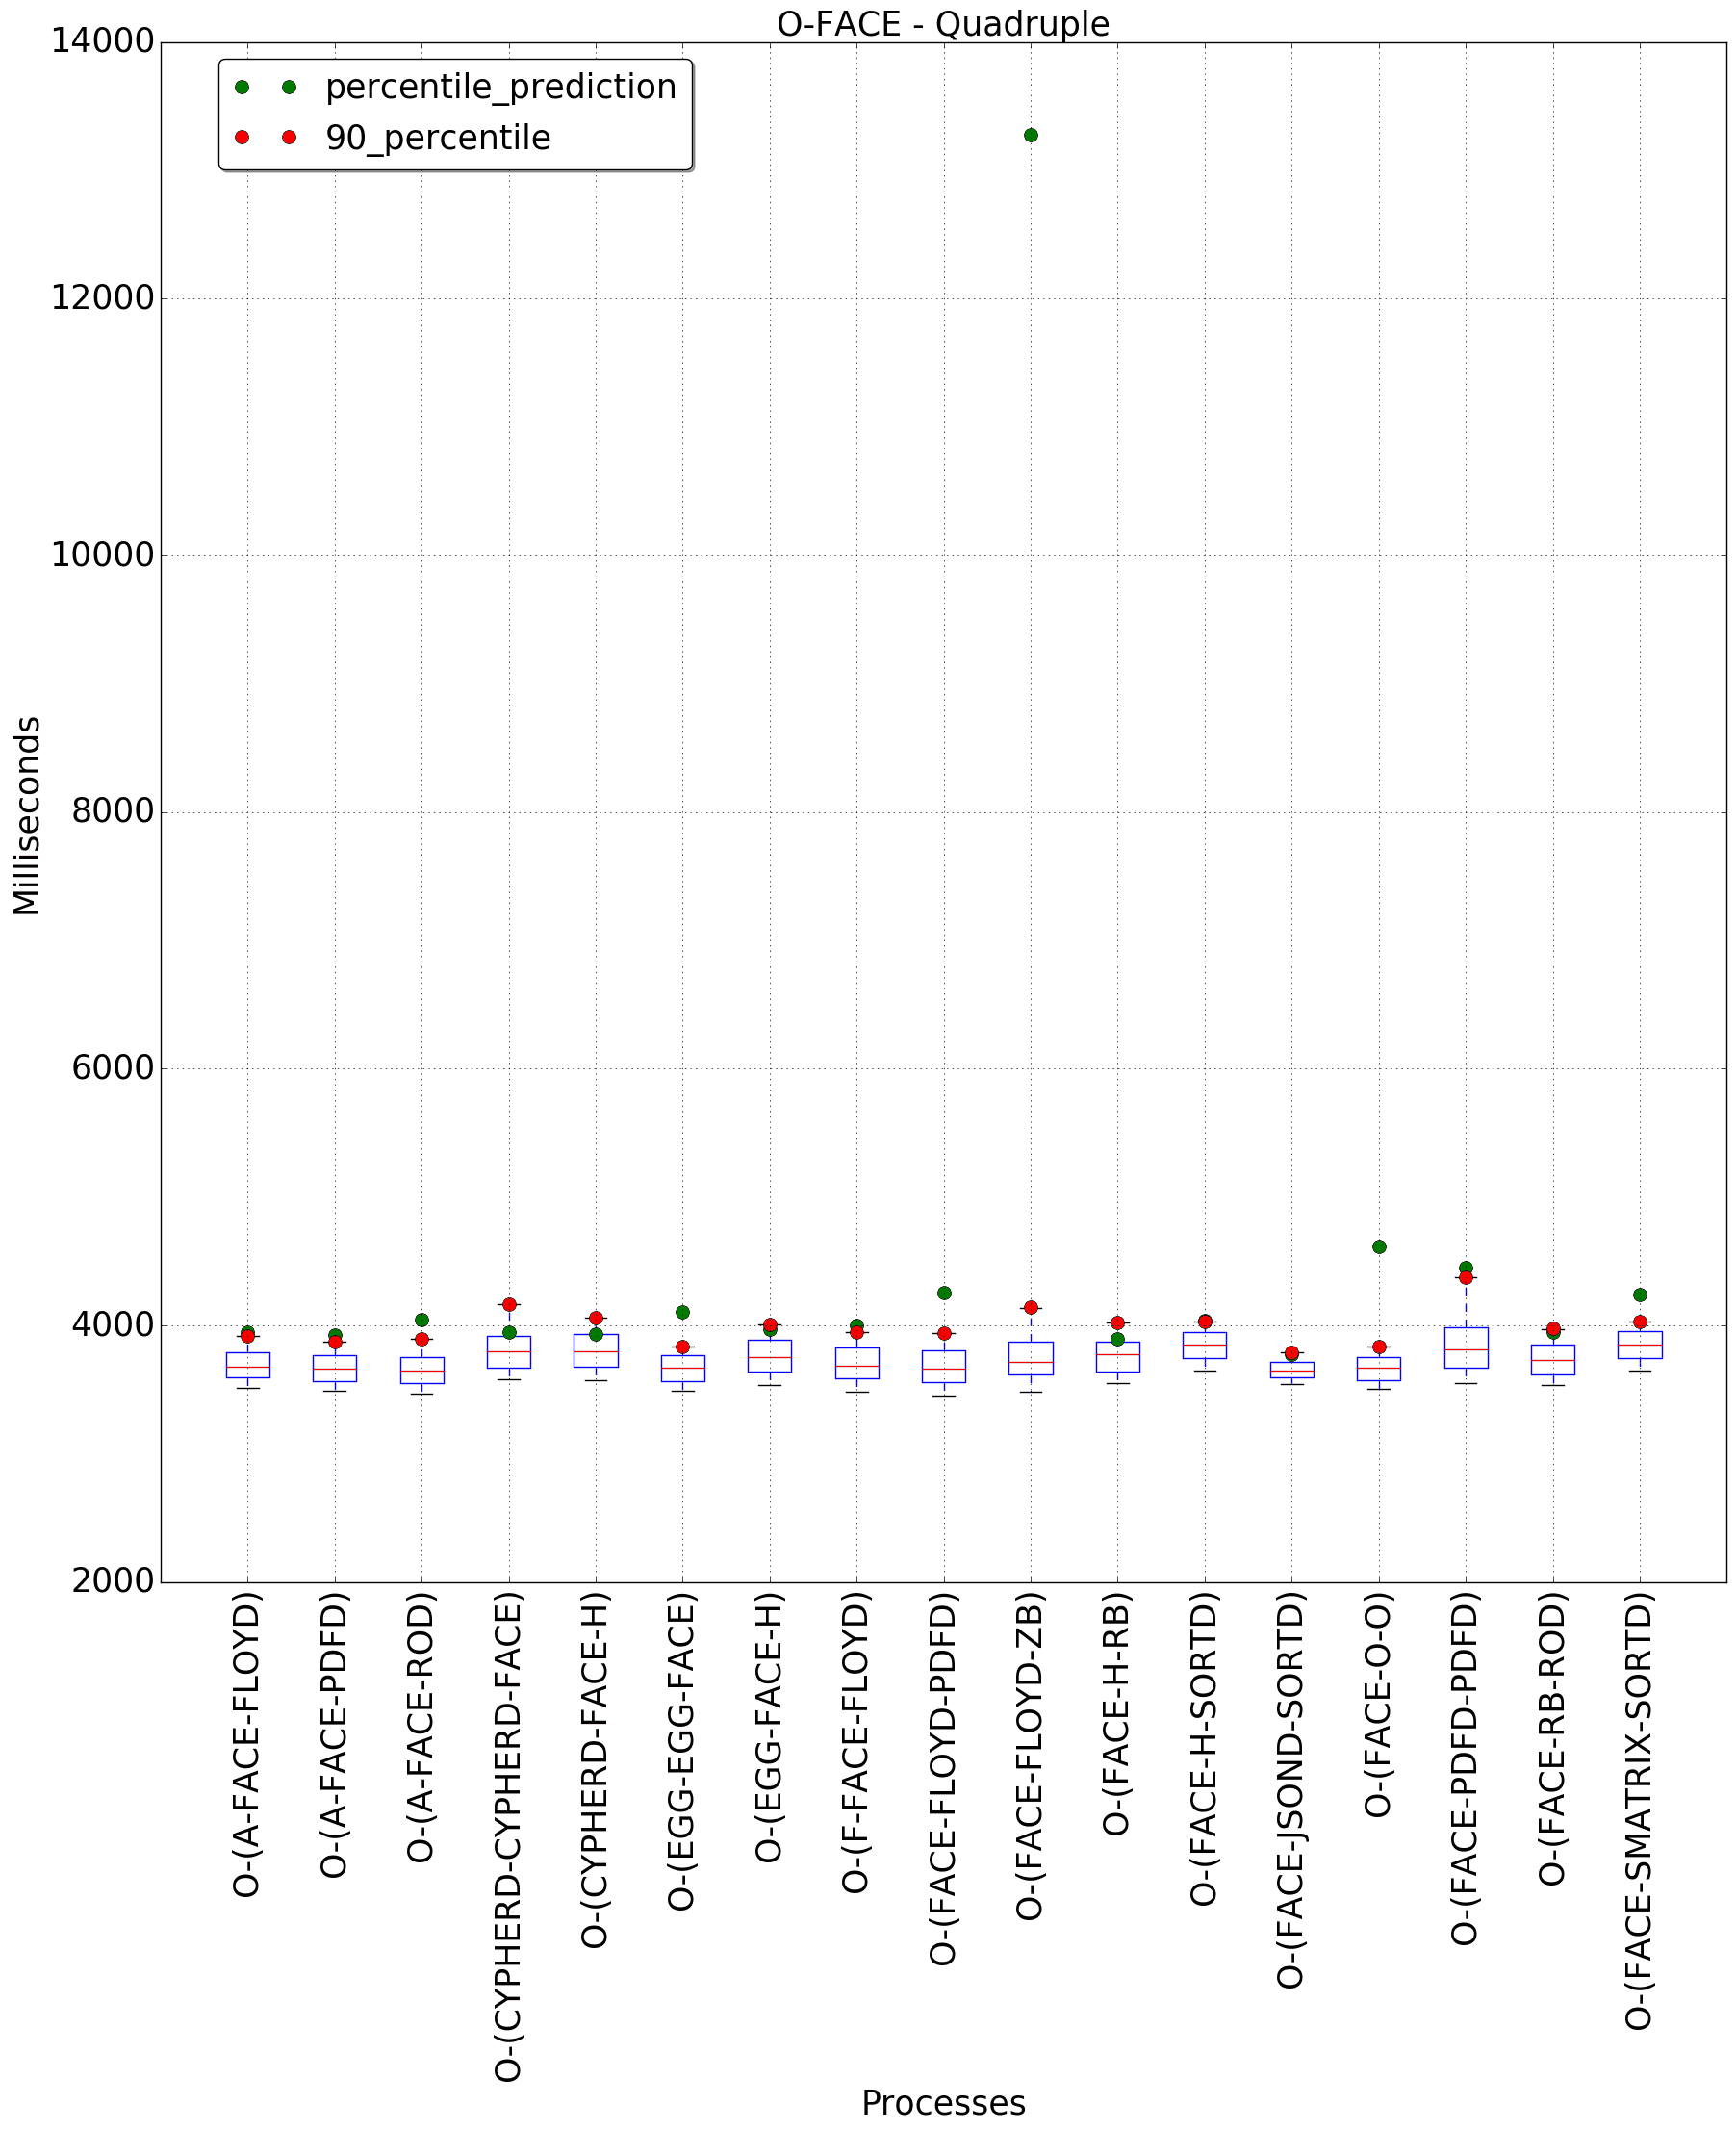 O-FACE - Quadruple
percentile_prediction
90_percentile
14000
12000
10000
8000
6000
4000
2000
Milliseconds
O-(A-FACE-FLOYD)
O-(A-FACE-PDFD)
O-(A-FACE-ROD)
O-(CYPHERD-CYPHERD-FACE)
O-(CYPHERD-FACE-H)
O-(EGG-EGG-FACE)
O-(EGG-FACE-H)
O-(F-FACE-FLOYD)
O-(FACE-FLOYD-PDFD)
O-(FACE-FLOYD-ZB)
O-(FACE-H-RB)
O-(FACE-H-SORTD)
O-(FACE-JSOND-SORTD)
O-(FACE-O-O)
O-(FACE-PDFD-PDFD)
O-(FACE-RB-ROD)
O-(FACE-SMATRIX-SORTD)
Processes